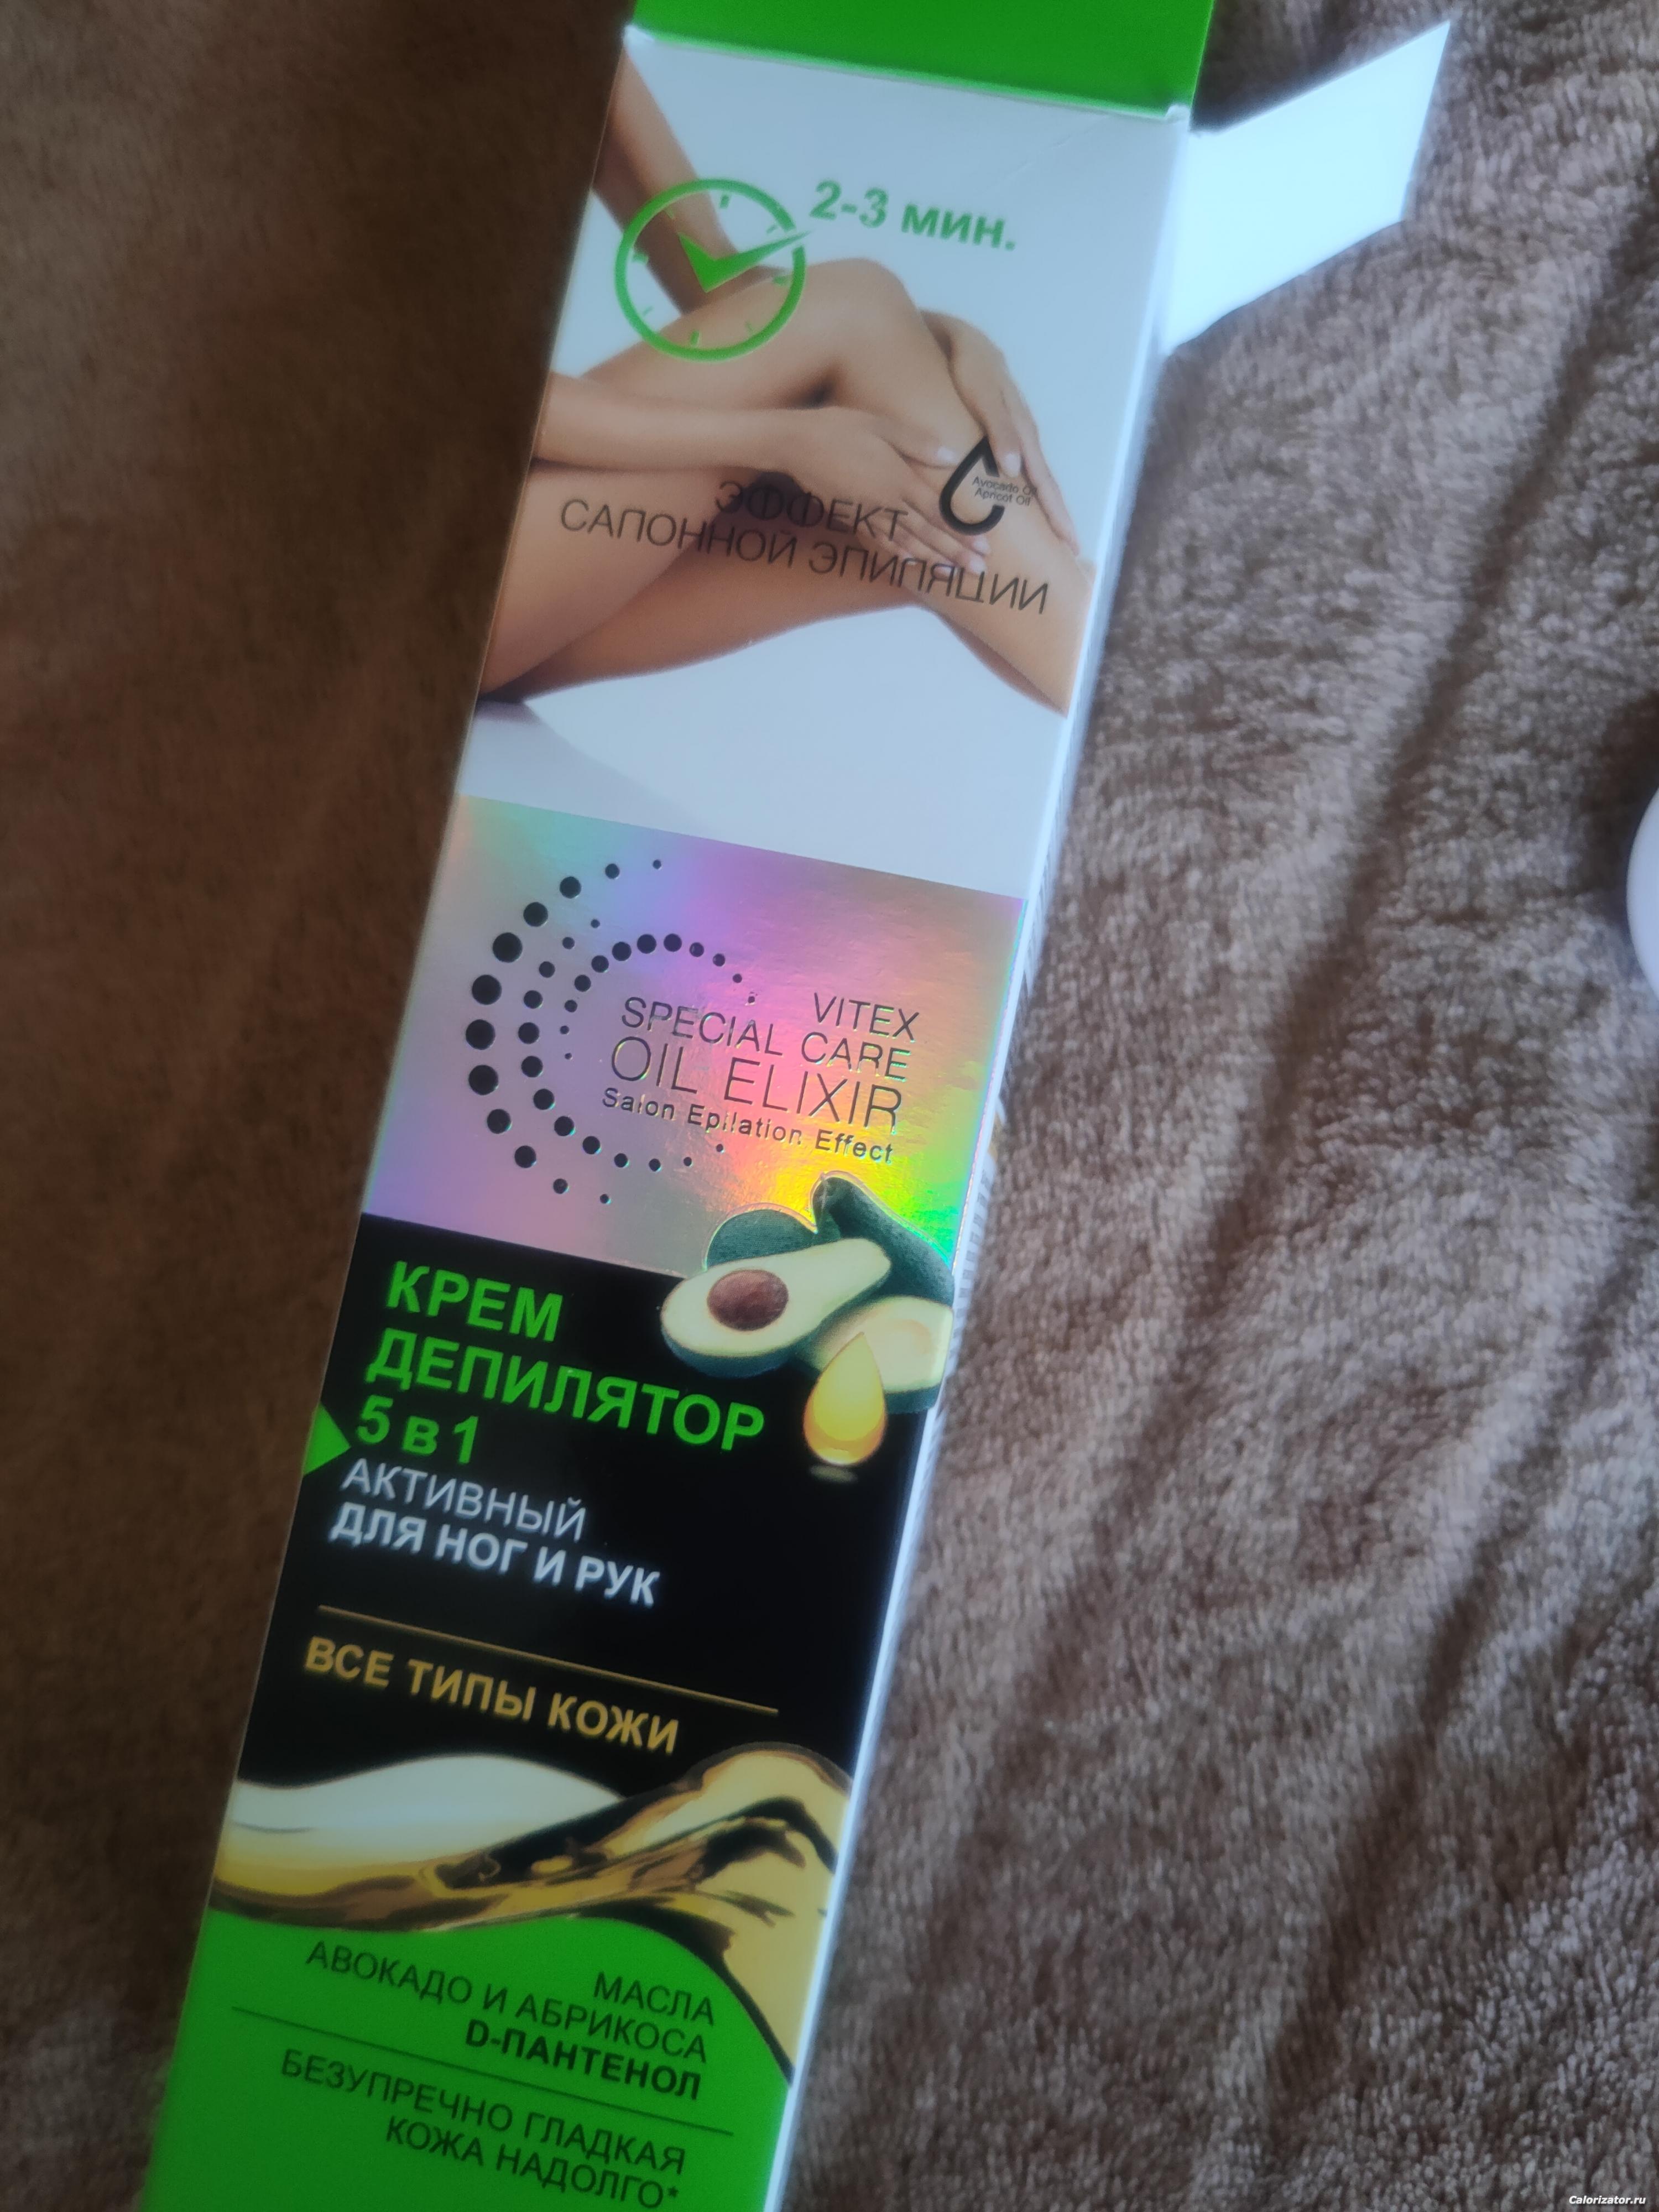 2-3 мин.
Avocado Oil
Apricot Oil
ЭФФЕКТ
САЛОННОЙ ЭПИЛЯЦИИ
VITEX
SPECIAL CARE
OIL ELIXIR
Salon Epilation Effect
КРЕМ
ДЕПИЛЯТОР
5 в 1
АКТИВНЫЙ
ДЛЯ НОГ И РУК
ВСЕ ТИПЫ КОЖИ
МАСЛА
АВОКАДО И АБРИКОСА
D-ПАНТЕНОЛ
БЕЗУПРЕЧНО ГЛАДКАЯ
КОЖА НАДОЛГО*
Calorizator.ru